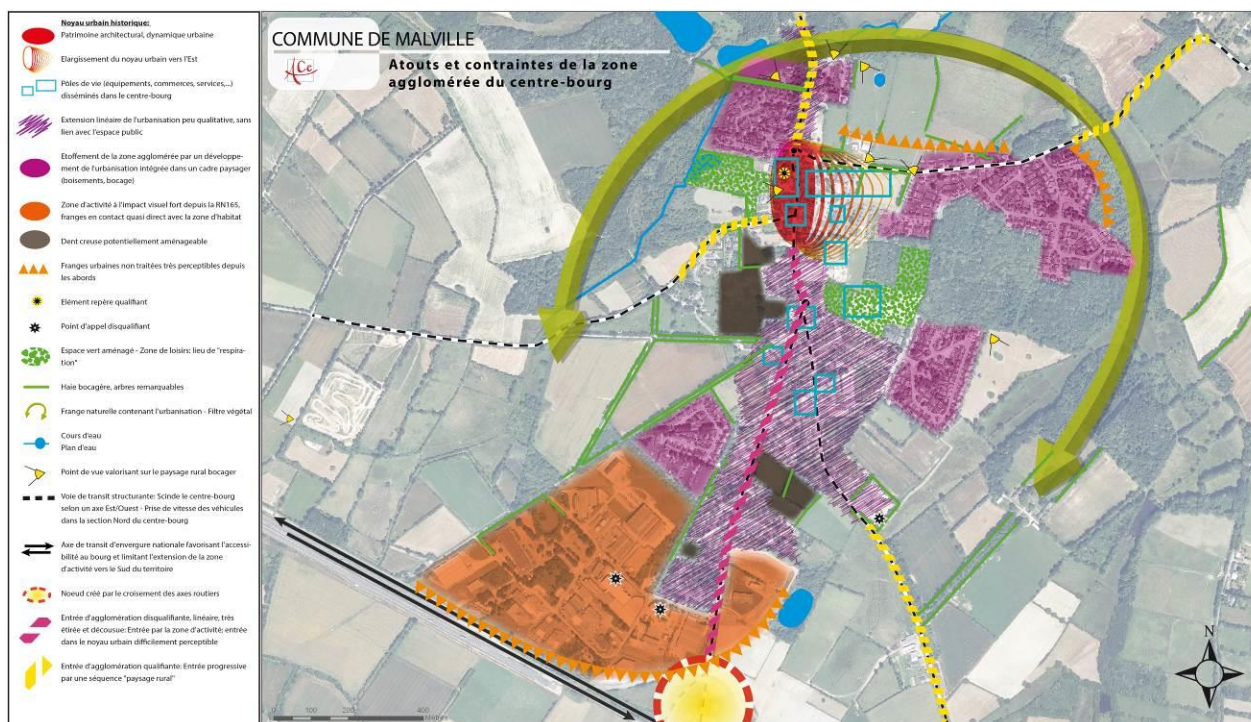 Noyau urbain historique:
Patrimoine architectural, dynamique urbaine
Elargissement du noyau urbain vers l'Est
Pôles de vie (équipements, commerces, services,...)
disséminés dans le centre-bourg
Extension linéaire de l'urbanisation peu qualitative, sans
lien avec l'espace public
Etoffement de la zone agglomérée par un développe-
ment de l'urbanisation intégrée dans un cadre paysager
(boisements, bocage)
Zone d'activité à l'impact visuel fort depuis la RN165,
franges en contact quasi direct avec la zone d'habitat
Dent creuse potentiellement aménageable
Franges urbaines non traitées très perceptibles depuis
les abords
Elément repère qualifiant
Point d'appel disqualifiant
Espace vert aménagé - Zone de loisirs: lieu de "respira-
tion"
Haie bocagère, arbres remarquables
Frange naturelle contenant l'urbanisation - Filtre végétal
Cours d'eau
Plan d'eau
Point de vue valorisant sur le paysage rural bocager
Voie de transit structurante: Scinde le centre-bourg
selon un axe Est/Ouest - Prise de vitesse des véhicules
dans la section Nord du centre-bourg
Axe de transit d'envergure nationale favorisant l'accessi-
bilité au bourg et limitant l'extension de la zone
d'activité vers le Sud du territoire
Noeud créé par le croisement des axes routiers
Entrée d'agglomération disqualifiante, linéaire, très
étirée et décousue: Entrée par la zone d'activité; entrée
dans le noyau urbain difficilement perceptible
Entrée d'agglomération qualifiante: Entrée progressive
par une séquence "paysage rural"
COMMUNE DE MALVILLE
Atouts et contraintes de la zone
agglomérée du centre-bourg
N
0 100 200 400
Mètres